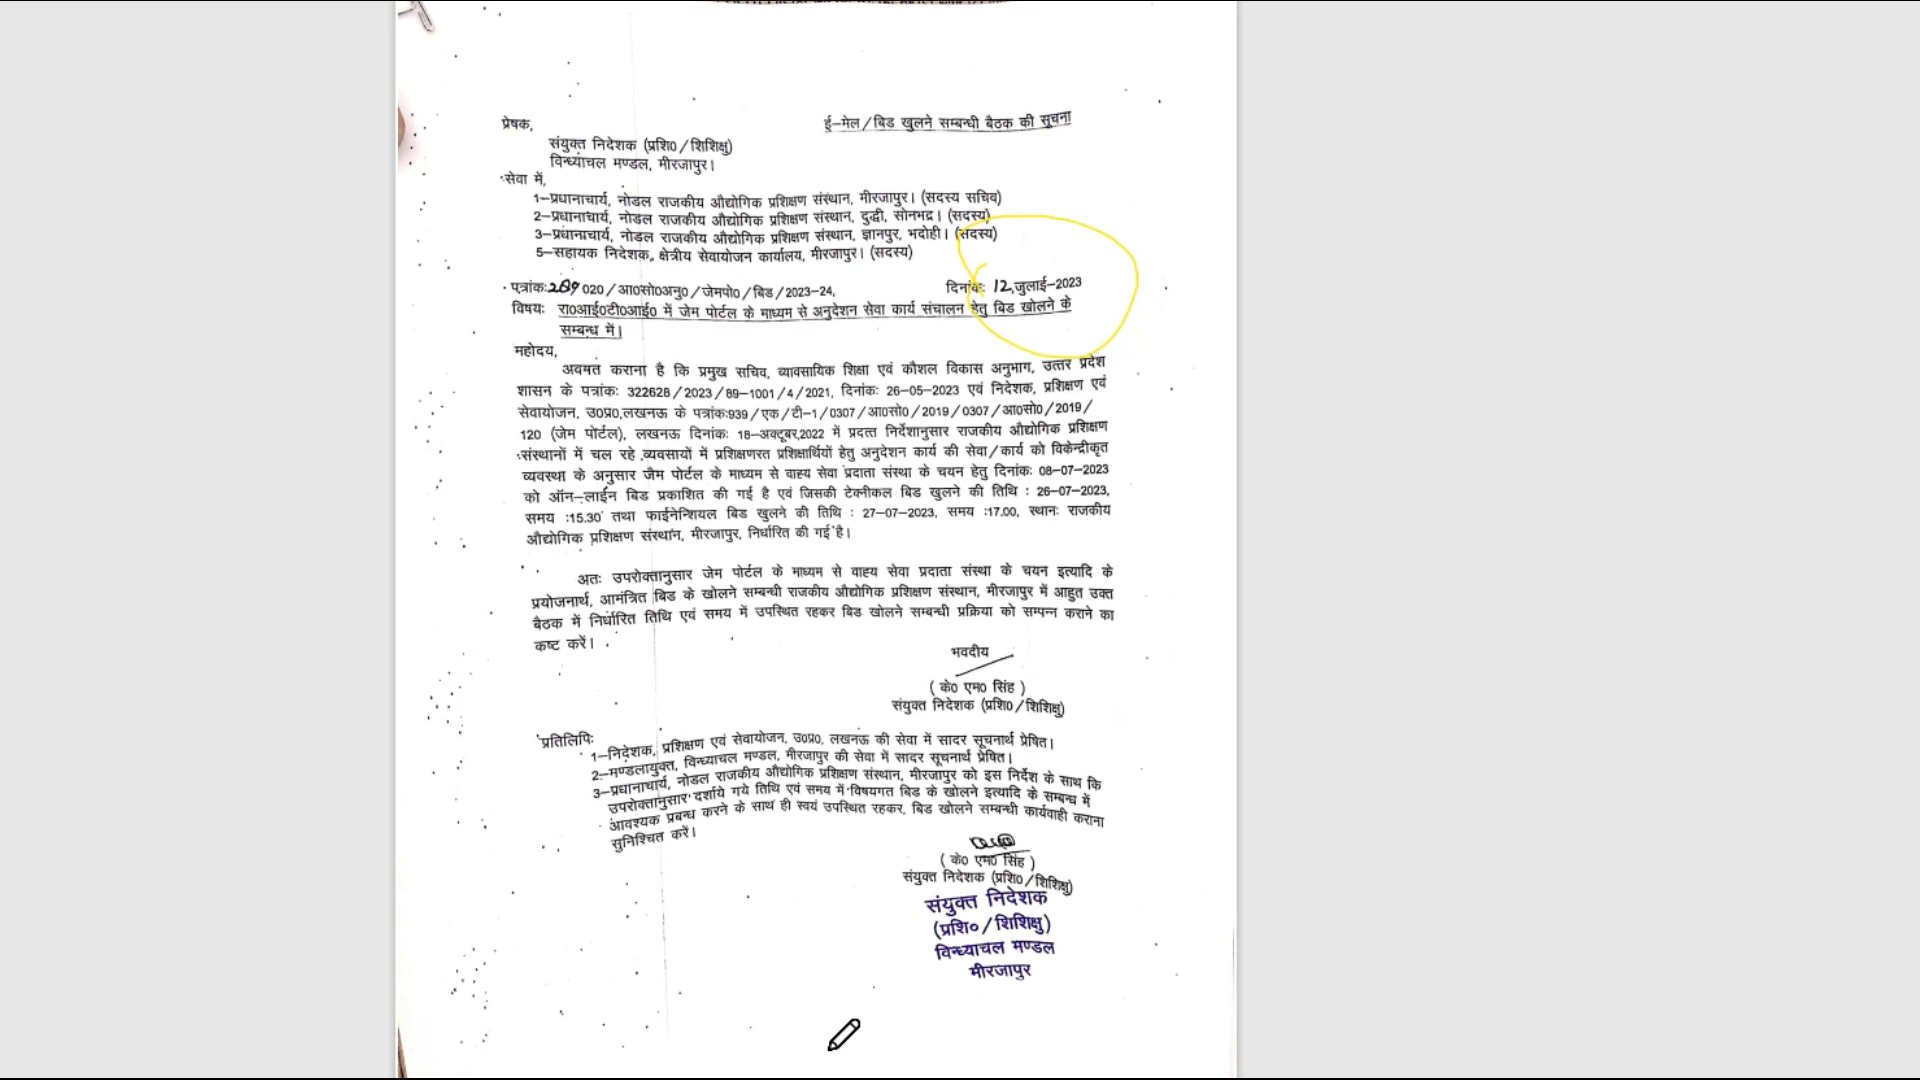 प्रेषक,
ई-मेल/बिड खुलने सम्बन्धी बैठक की सूचना
संयुक्त निदेशक (प्रशि0/शिशिक्षु)
विन्ध्याचल मण्डल, मीरजापुर।
सेवा में,
1-प्रधानाचार्य, नोडल राजकीय औद्योगिक प्रशिक्षण संस्थान, मीरजापुर। (सदस्य सचिव)
2-प्रधानाचार्य, नोडल राजकीय औद्योगिक प्रशिक्षण संस्थान, दुद्धी, सोनभद्र। (सदस्य)
3-प्रधानाचार्य, नोडल राजकीय औद्योगिक प्रशिक्षण संस्थान, ज्ञानपुर, भदोही। (सदस्य)
5-सहायक निदेशक, क्षेत्रीय सेवायोजन कार्यालय, मीरजापुर। (सदस्य)
पत्रांक: 020/आ0सो0अनु0/जेमपो0/बिड/2023-24, दिनांक: 12,जुलाई-2023
विषय: रा0आई0टी0आई0 में जेम पोर्टल के माध्यम से अनुदेशन सेवा कार्य संचालन हेतु बिड खोलने के
सम्बन्ध में।
महोदय,
अवगत कराना है कि प्रमुख सचिव, व्यावसायिक शिक्षा एवं कौशल विकास अनुभाग, उत्तर प्रदेश
शासन के पत्रांक: 322628/2023/89-1001/4/2021, दिनांक: 26-05-2023 एवं निदेशक, प्रशिक्षण एवं
सेवायोजन, उ0प्र0,लखनऊ के पत्रांक:939/एक/टी-1/0307/आ0सो0/2019/0307/आ0सो0/2019/
120 (जेम पोर्टल), लखनऊ दिनांक: 18-अक्टूबर,2022 में प्रदत्त निर्देशानुसार राजकीय औद्योगिक प्रशिक्षण
संस्थानों में चल रहे व्यवसायों में प्रशिक्षणरत प्रशिक्षार्थियों हेतु अनुदेशन कार्य की सेवा/कार्य को विकेन्द्रीकृत
व्यवस्था के अनुसार जैम पोर्टल के माध्यम से वाह्य सेवा प्रदाता संस्था के चयन हेतु दिनांक: 08-07-2023
को ऑन-लाईन बिड प्रकाशित की गई है एवं जिसकी टेक्नीकल बिड खुलने की तिथि : 26-07-2023,
समय :15.30 तथा फाईनेन्शियल बिड खुलने की तिथि : 27-07-2023, समय :17.00, स्थानः राजकीय
औद्योगिक प्रशिक्षण संस्थान, मीरजापुर, निर्धारित की गई है।
अतः उपरोक्तानुसार जेम पोर्टल के माध्यम से वाह्य सेवा प्रदाता संस्था के चयन इत्यादि के
प्रयोजनार्थ, आमंत्रित बिड के खोलने सम्बन्धी राजकीय औद्योगिक प्रशिक्षण संस्थान, मीरजापुर में आहुत उक्त
बैठक में निर्धारित तिथि एवं समय में उपस्थित रहकर बिड खोलने सम्बन्धी प्रक्रिया को सम्पन्न कराने का
कष्ट करें।
भवदीय
( के0 एम0 सिंह )
संयुक्त निदेशक (प्रशि0/शिशिक्षु)
प्रतिलिपिः
1-निदेशक, प्रशिक्षण एवं सेवायोजन, उ0प्र0, लखनऊ की सेवा में सादर सूचनार्थ प्रेषित।
2-मण्डलायुक्त, विन्ध्याचल मण्डल, मीरजापुर की सेवा में सादर सूचनार्थ प्रेषित।
3-प्रधानाचार्य, नोडल राजकीय औद्योगिक प्रशिक्षण संस्थान, मीरजापुर को इस निर्देश के साथ कि
उपरोक्तानुसार दर्शाये गये तिथि एवं समय में विषयगत बिड के खोलने इत्यादि के सम्बन्ध में
आवश्यक प्रबन्ध करने के साथ ही स्वयं उपस्थित रहकर, बिड खोलने सम्बन्धी कार्यवाही कराना
सुनिश्चित करें।
( के0 एम0 सिंह )
संयुक्त निदेशक (प्रशि0/शिशिक्षु)
संयुक्त निदेशक
(प्रशि०/शिशिक्षु)
विन्ध्याचल मण्डल
मीरजापुर